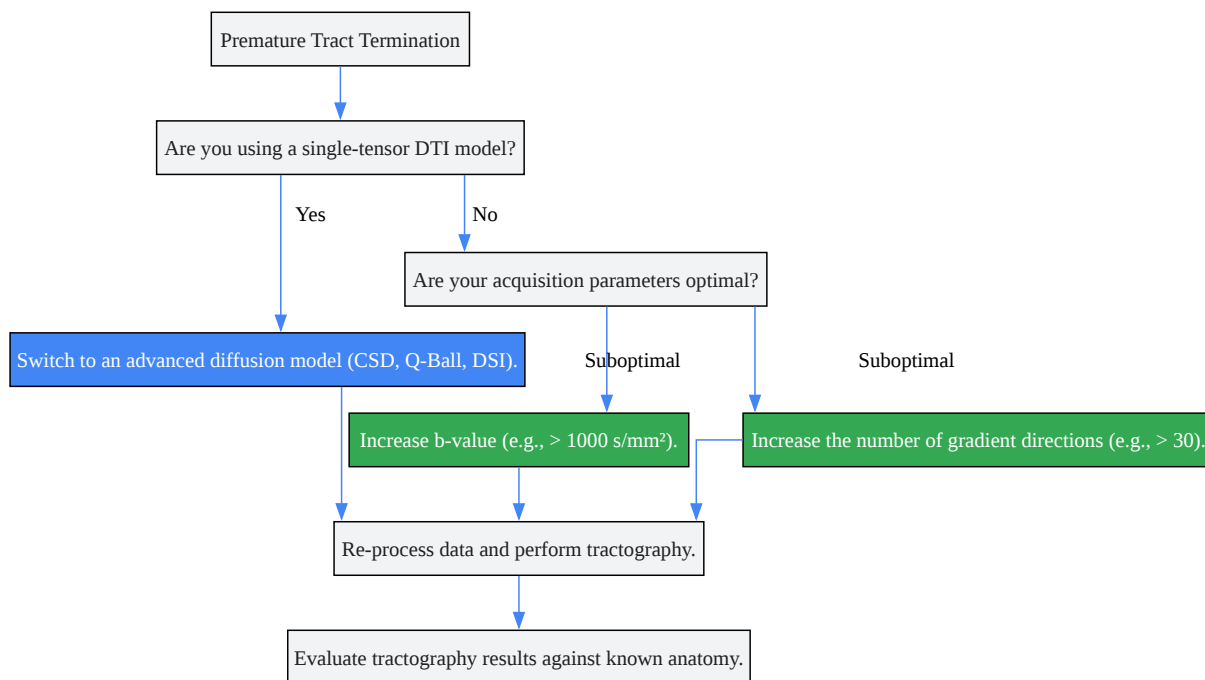 Premature Tract Termination
Are you using a single-tensor DTI model?
Yes
No
Are your acquisition parameters optimal?
Switch to an advanced diffusion model (CSD, Q-Ball, DSI).
Suboptimal
Suboptimal
Increase b-value (e.g., > 1000 s/mm²).
Increase the number of gradient directions (e.g., > 30).
Re-process data and perform tractography.
Evaluate tractography results against known anatomy.